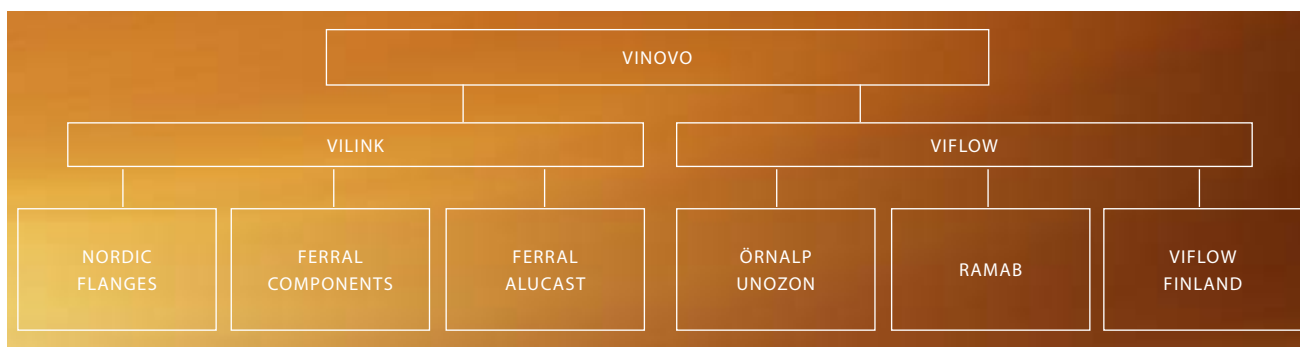 VINOVO
VILINK
VIFLOW
NORDIC
FLANGES
FERRAL
COMPONENTS
FERRAL
ALUCAST
ÖRNALP
UNOZON
RAMAB
VIFLOW
FINLAND